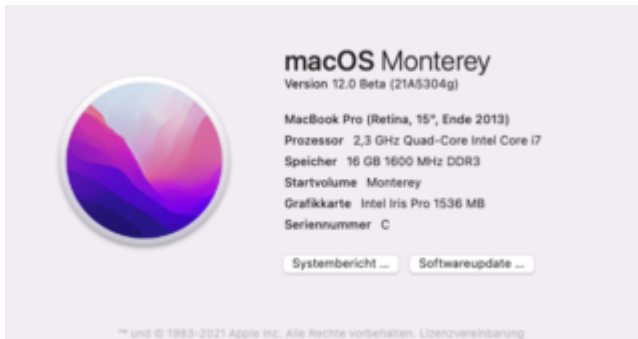 macOS Monterey
Version 12.0 Beta (21A5304g)
MacBook Pro (Retina, 15", Ende 2013)
Prozessor 2,3 GHz Quad-Core Intel Core i7
Speicher 16 GB 1600 MHz DDR3
Startvolume Monterey
Grafikkarte Intel Iris Pro 1536 MB
Seriennummer C
Systembericht ...
Softwareupdate ...
™ und © 1983-2021 Apple Inc. Alle Rechte vorbehalten. Lizenzvereinbarung